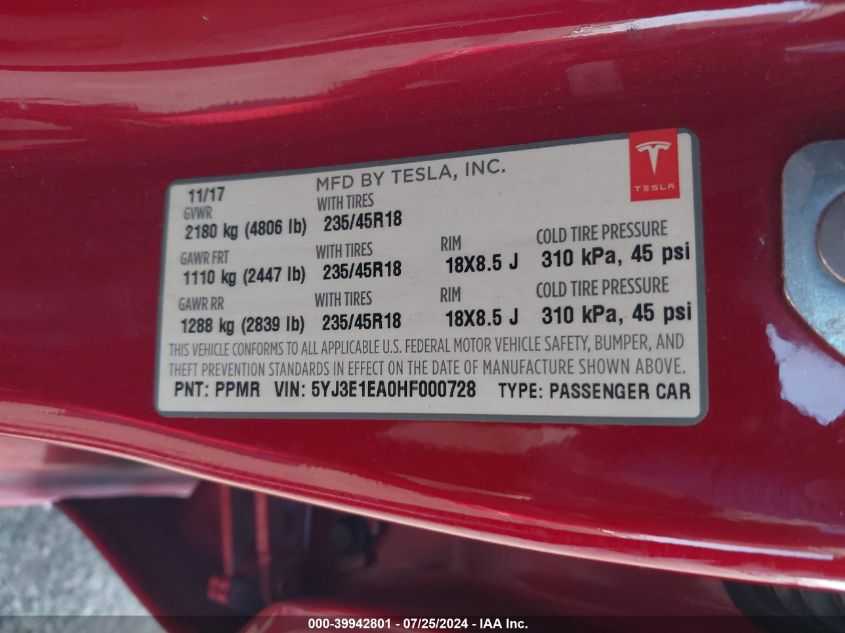 11/17 MFD BY TESLA, INC.
TESLA
GVWR WITH TIRES
2180 kg (4806 lb) 235/45R18
GAWR FRT WITH TIRES RIM COLD TIRE PRESSURE
1110 kg (2447 lb) 235/45R18 18X8.5 J 310 kPa, 45 psi
GAWR RR WITH TIRES RIM COLD TIRE PRESSURE
1288 kg (2839 lb) 235/45R18 18X8.5 J 310 kPa, 45 psi
THIS VEHICLE CONFORMS TO ALL APPLICABLE U.S. FEDERAL MOTOR VEHICLE SAFETY, BUMPER, AND
THEFT PREVENTION STANDARDS IN EFFECT ON THE DATE OF MANUFACTURE SHOWN ABOVE.
PNT: PPMR VIN: 5YJ3E1EA0HF000728 TYPE: PASSENGER CAR
000-39942801 - 07/25/2024 - IAA Inc.